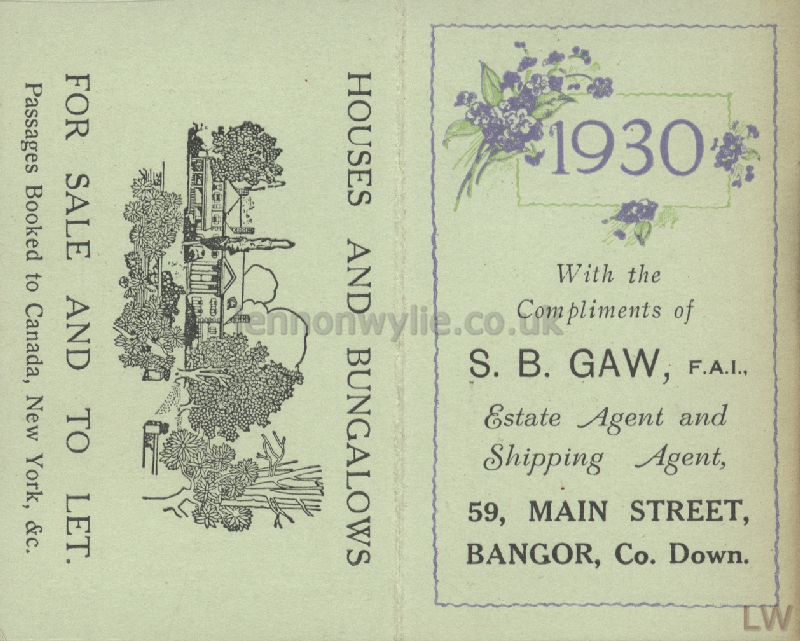 HOUSES AND BUNGALOWS
FOR SALE AND TO LET.
Passages Booked to Canada, New York, &c.
1930
With the
Compliments of
S. B. GAW, F.A.I.,
Estate Agent and
Shipping Agent,
59, MAIN STREET,
BANGOR, Co. Down.
lennonwylie.co.uk
LW